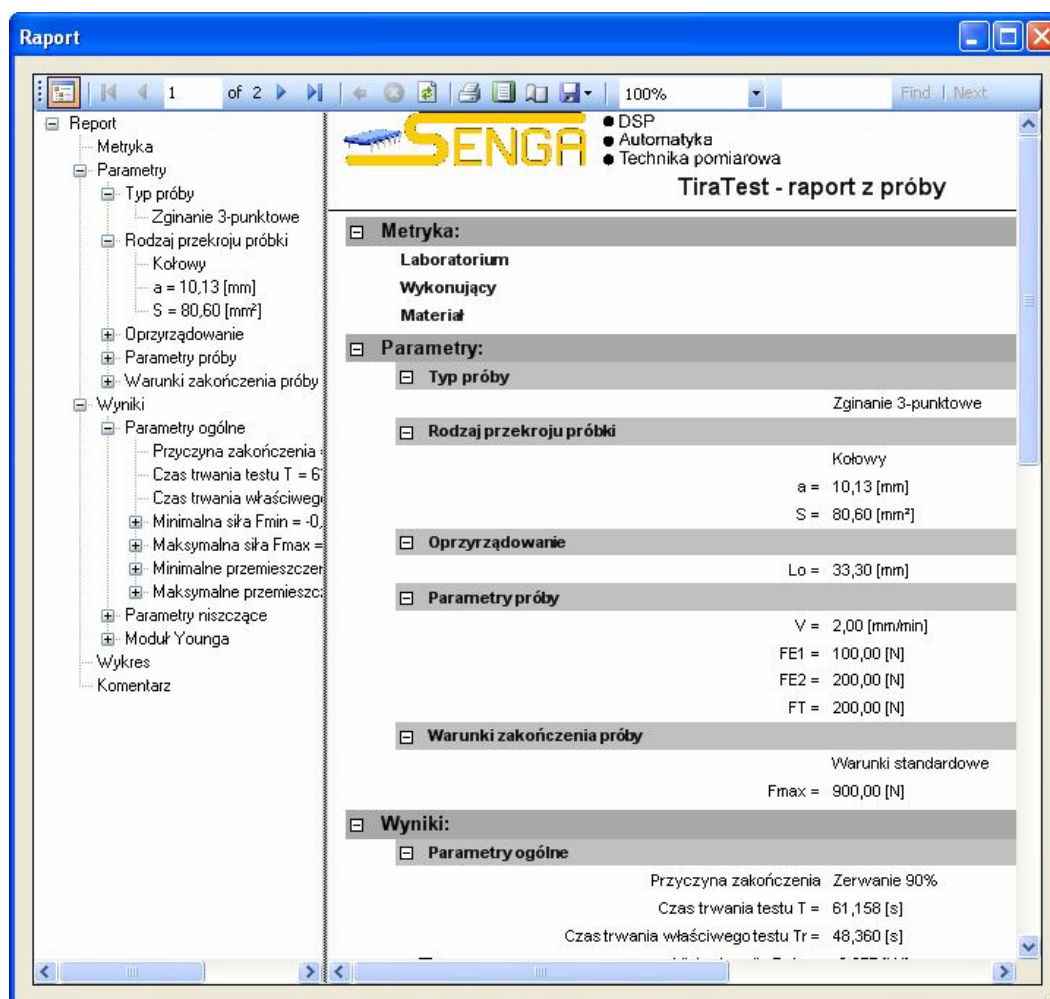 Raport
1 of 2 100% Find | Next
Report
Metryka
Parametry
Typ próby
Zginanie 3-punktowe
Rodzaj przekroju próbki
Kołowy
a = 10,13 [mm]
S = 80,60 [mm²]
Oprzyrządowanie
Parametry próby
Warunki zakończenia próby
Wyniki
Parametry ogólne
Przyczyna zakończenia
Czas trwania testu T = 6
Czas trwania właściweg
Minimalna siła Fmin = -0,
Maksymalna siła Fmax =
Minimalne przemieszczer
Maksymalne przemieszcz
Parametry niszczące
Moduł Younga
Wykres
Komentarz
SENGA
DSP
Automatyka
Technika pomiarowa
TiraTest - raport z próby
Metryka:
Laboratorium
Wykonujący
Materiał
Parametry:
Typ próby
Zginanie 3-punktowe
Rodzaj przekroju próbki
Kołowy
a = 10,13 [mm]
S = 80,60 [mm²]
Oprzyrządowanie
Lo = 33,30 [mm]
Parametry próby
V = 2,00 [mm/min]
FE1 = 100,00 [N]
FE2 = 200,00 [N]
FT = 200,00 [N]
Warunki zakończenia próby
Warunki standardowe
Fmax = 900,00 [N]
Wyniki:
Parametry ogólne
Przyczyna zakończenia Zerwanie 90%
Czas trwania testu T = 61,158 [s]
Czas trwania właściwego testu Tr = 48,360 [s]